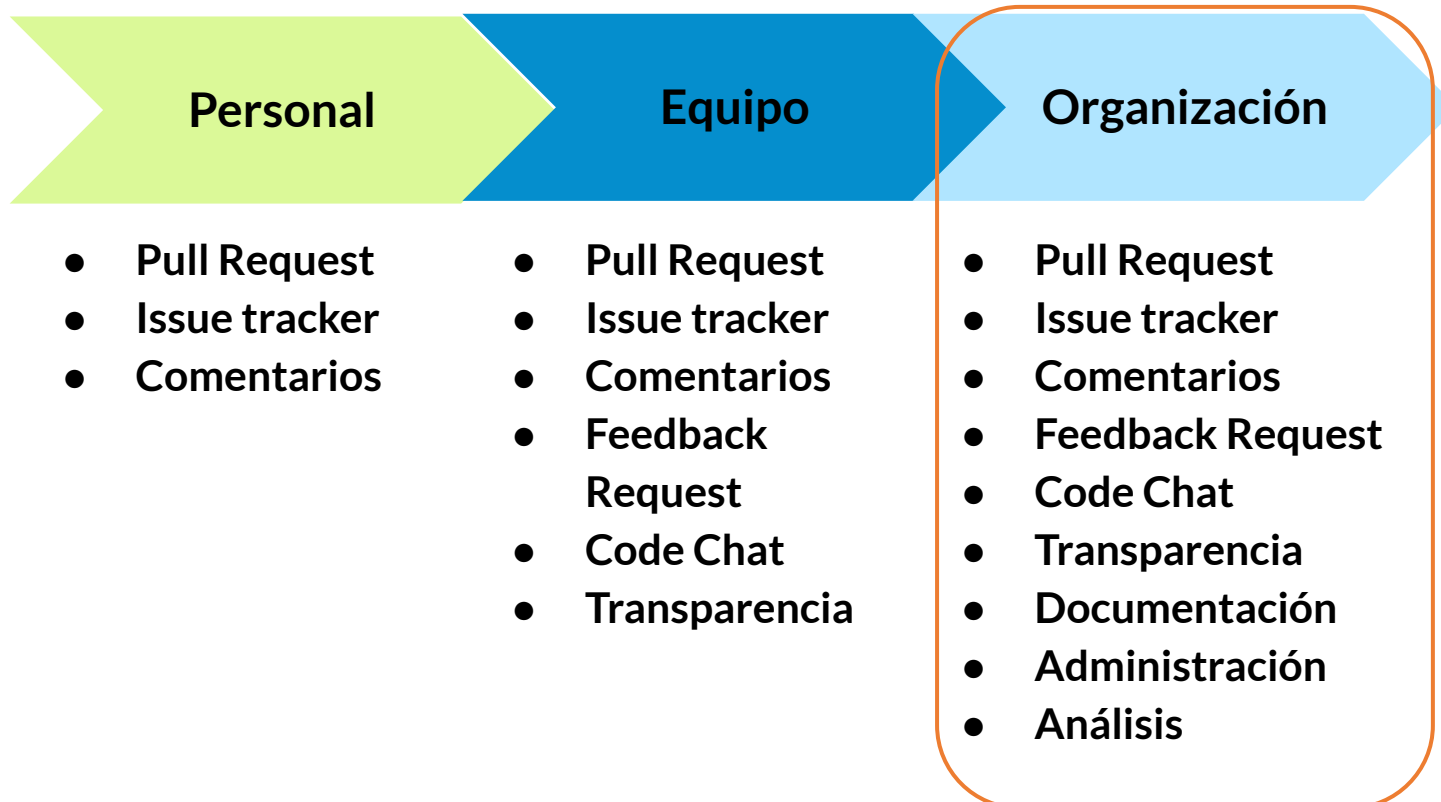 Personal
Equipo
Organización
● Pull Request
● Issue tracker
● Comentarios
● Pull Request
● Issue tracker
● Comentarios
● Feedback
Request
● Code Chat
● Transparencia
● Pull Request
● Issue tracker
● Comentarios
● Feedback Request
● Code Chat
● Transparencia
● Documentación
● Administración
● Análisis